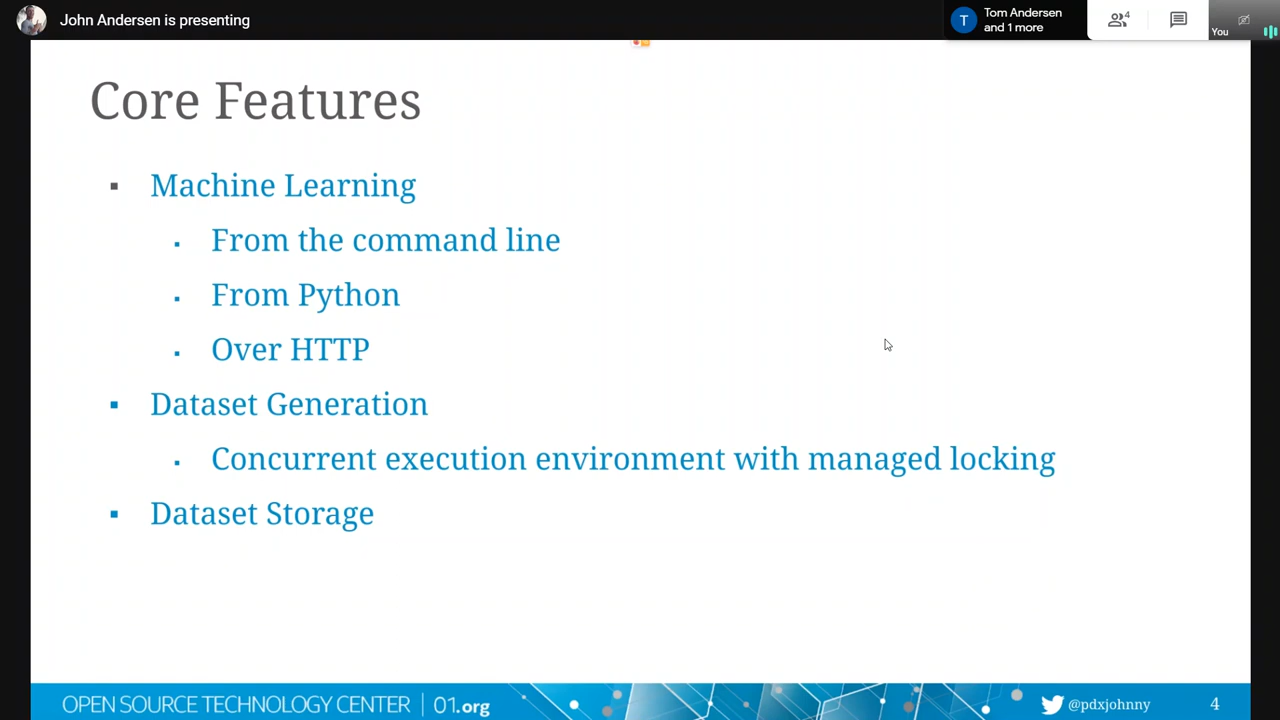 John Andersen is presenting
T
Tom Andersen
and 1 more
4
You
Core Features
Machine Learning
From the command line
From Python
Over HTTP
Dataset Generation
Concurrent execution environment with managed locking
Dataset Storage
OPEN SOURCE TECHNOLOGY CENTER | 01.org
@pdxjohnny
4